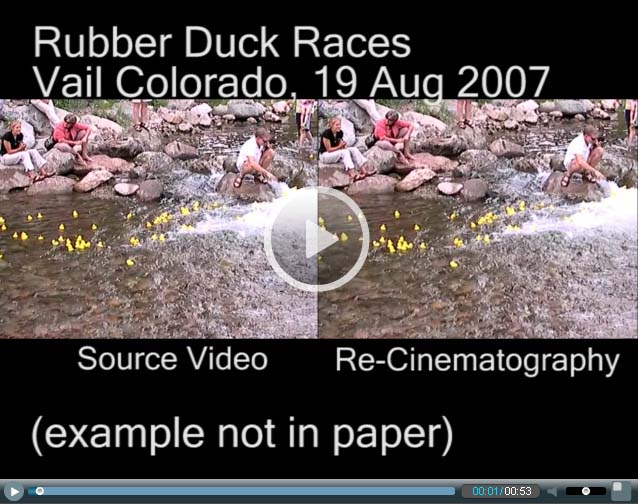 Rubber Duck Races
Vail Colorado, 19 Aug 2007
Source Video
Re-Cinematography
(example not in paper)
00:01/00:53